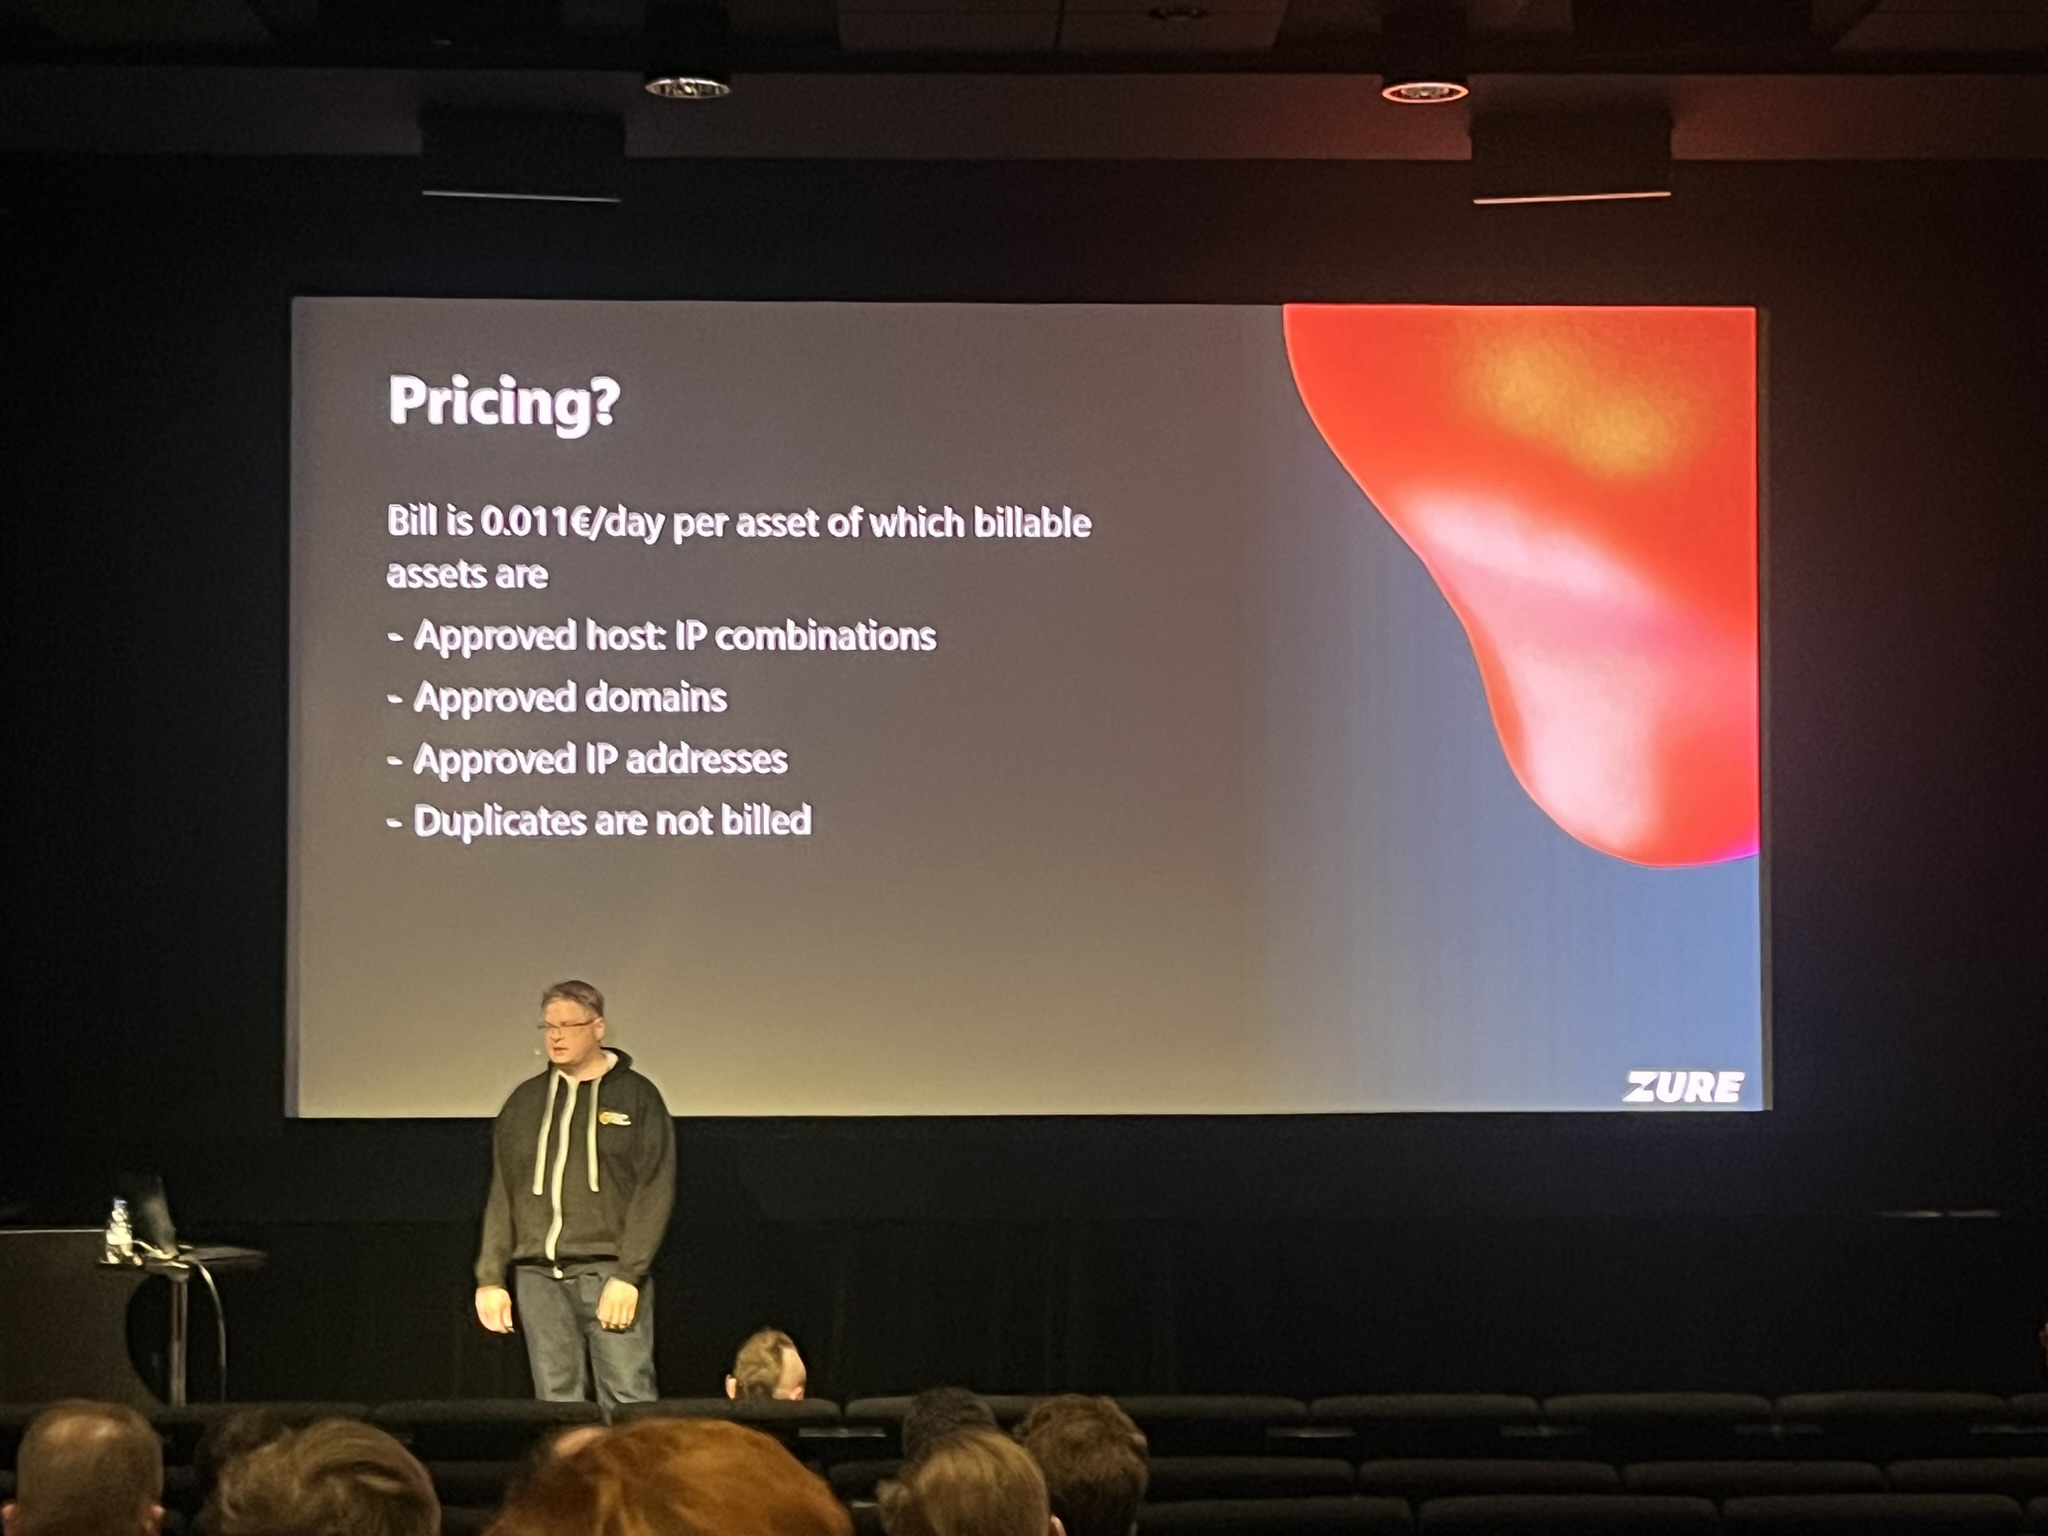 Pricing?
Bill is 0.011€/day per asset of which billable
assets are
- Approved host: IP combinations
- Approved domains
- Approved IP addresses
- Duplicates are not billed
ZURE